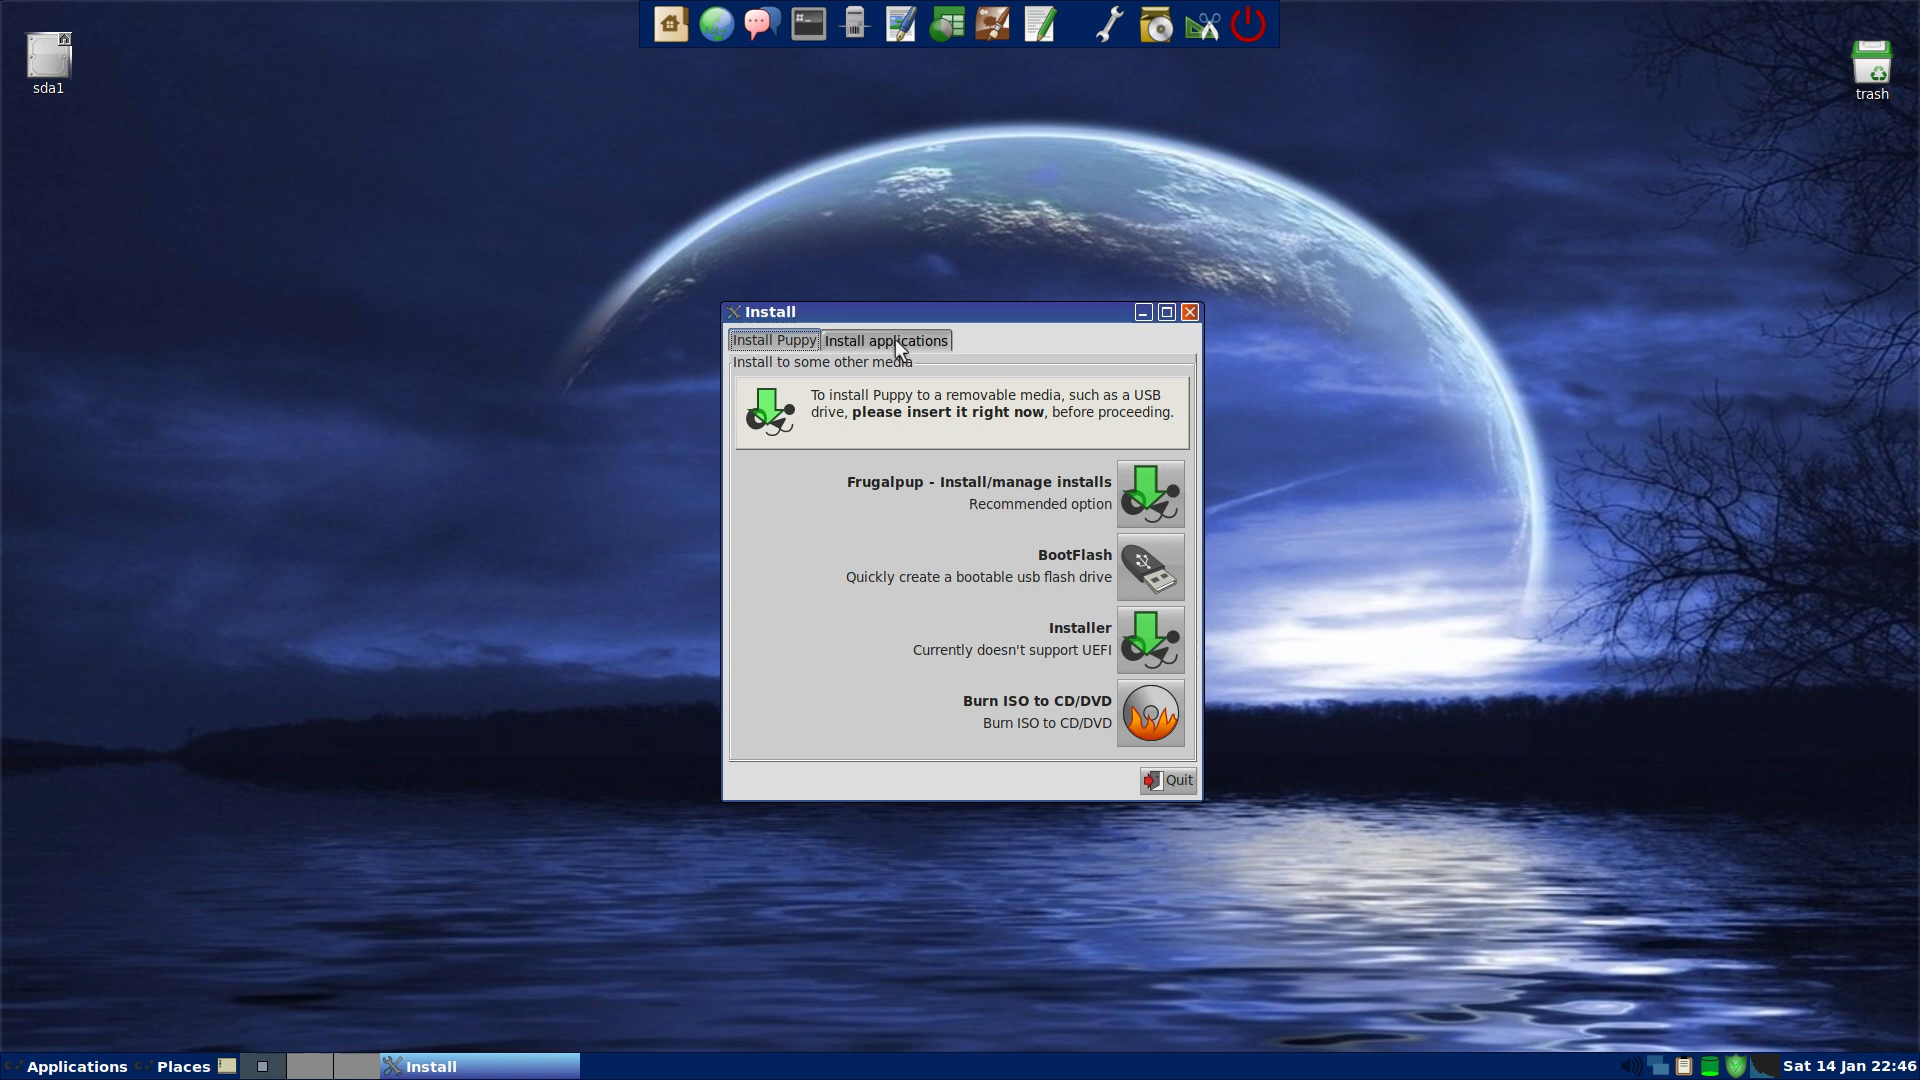 sda1
trash
Install
Install Puppy
Install applications
Install to some other media
To install Puppy to a removable media, such as a USB
drive, please insert it right now, before proceeding.
Frugalpup - Install/manage installs
Recommended option
BootFlash
Quickly create a bootable usb flash drive
Installer
Currently doesn't support UEFI
Burn ISO to CD/DVD
Burn ISO to CD/DVD
Quit
Applications
Places
Install
Sat 14 Jan 22:46